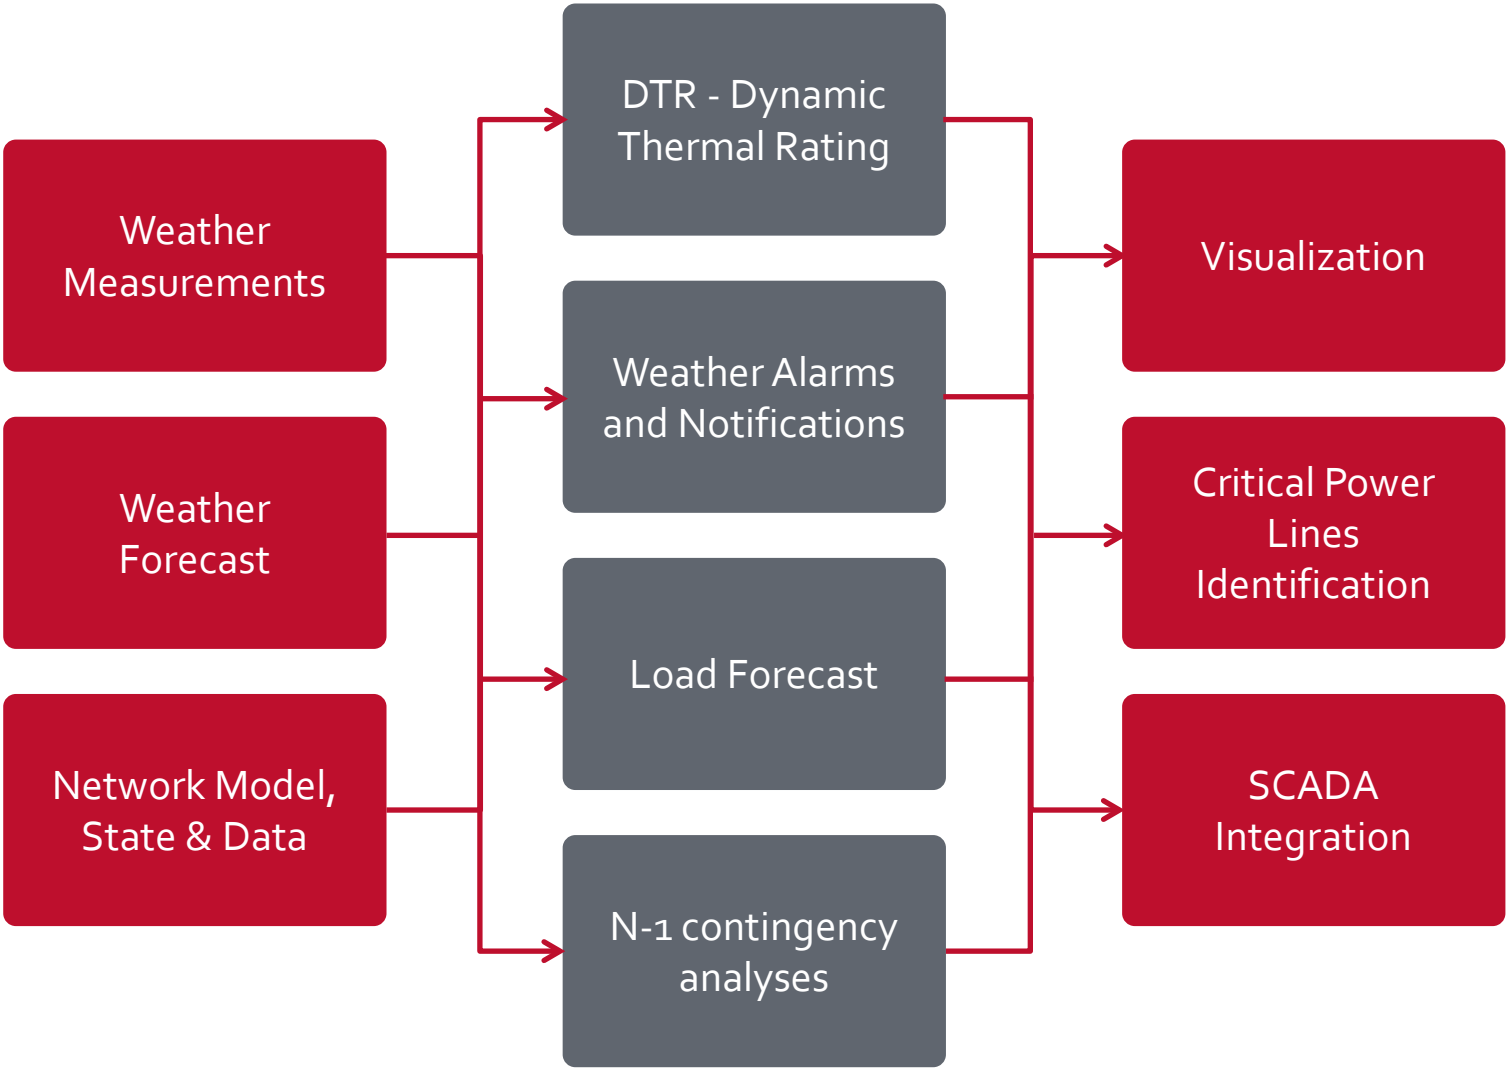 Weather
Measurements
Weather
Forecast
Network Model,
State & Data
DTR - Dynamic
Thermal Rating
Weather Alarms
and Notifications
Load Forecast
N-1 contingency
analyses
Visualization
Critical Power
Lines
Identification
SCADA
Integration